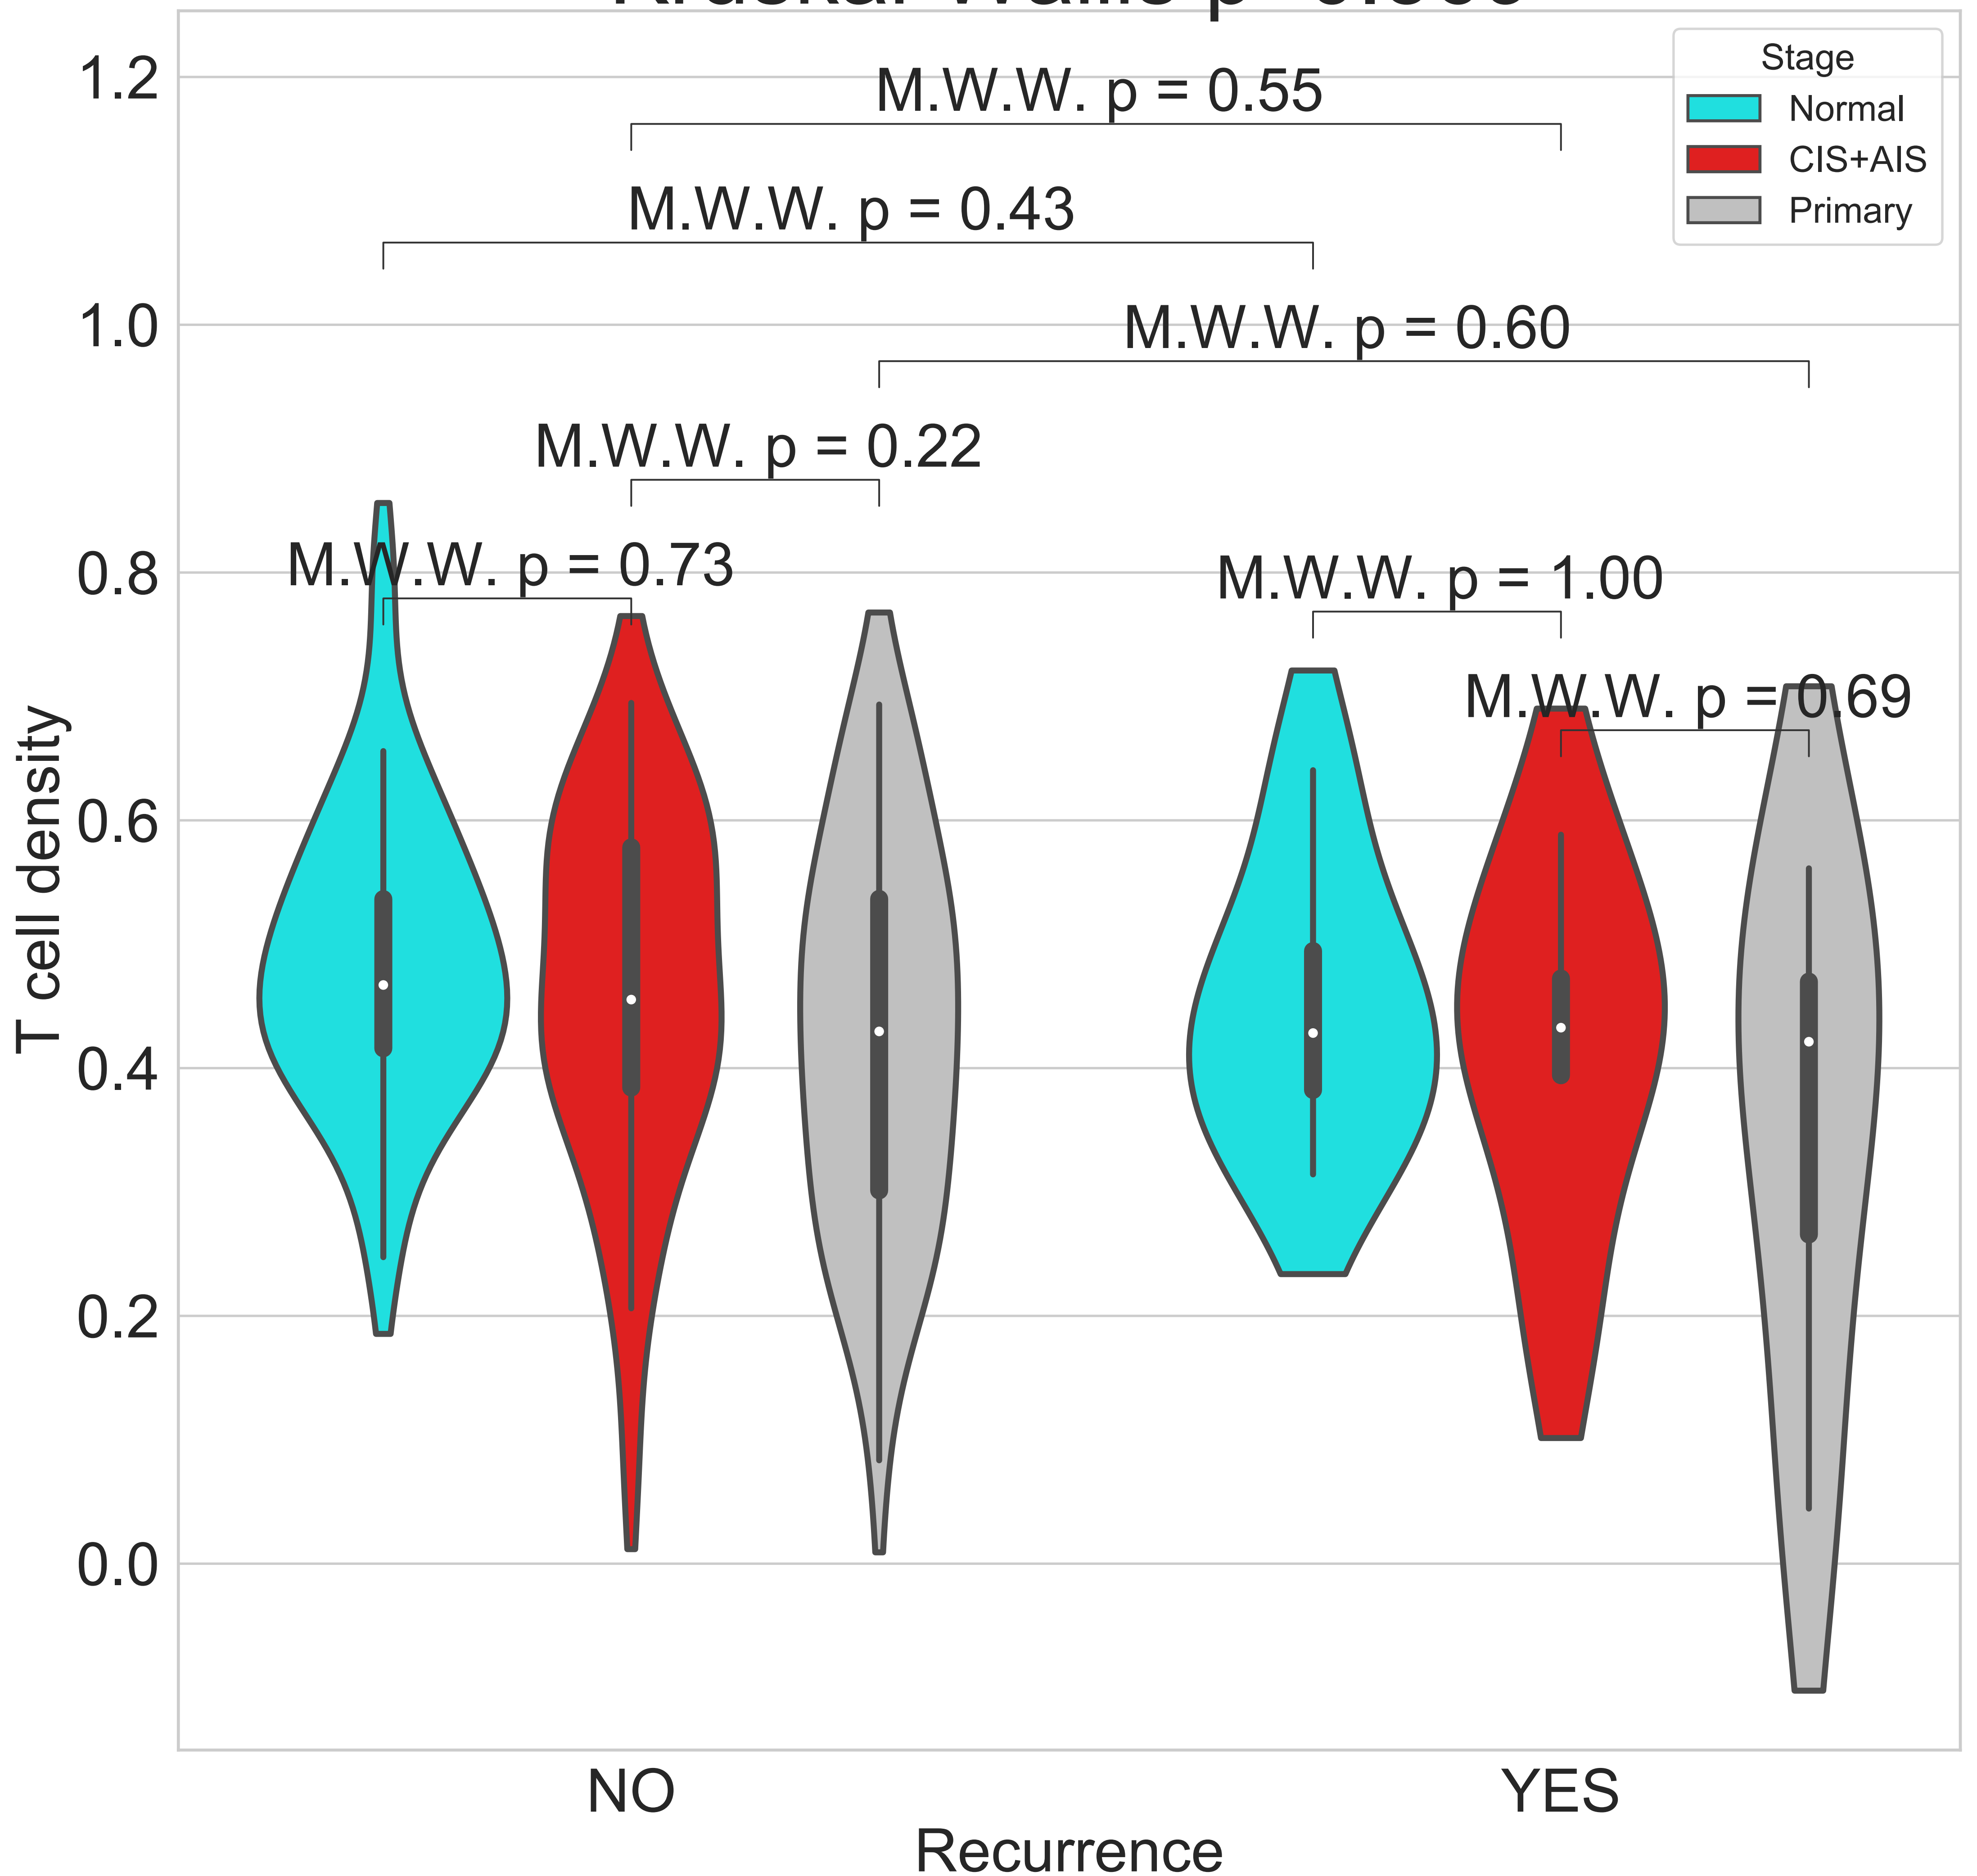 Stage
Normal
CIS+AIS
Primary
1.2
1.0
0.8
0.6
0.4
0.2
0.0
T cell density
M.W.W. p = 0.55
M.W.W. p = 0.43
M.W.W. p = 0.60
M.W.W. p = 0.22
M.W.W. p = 0.73
M.W.W. p = 1.00
M.W.W. p = 0.69
NO
YES
Recurrence